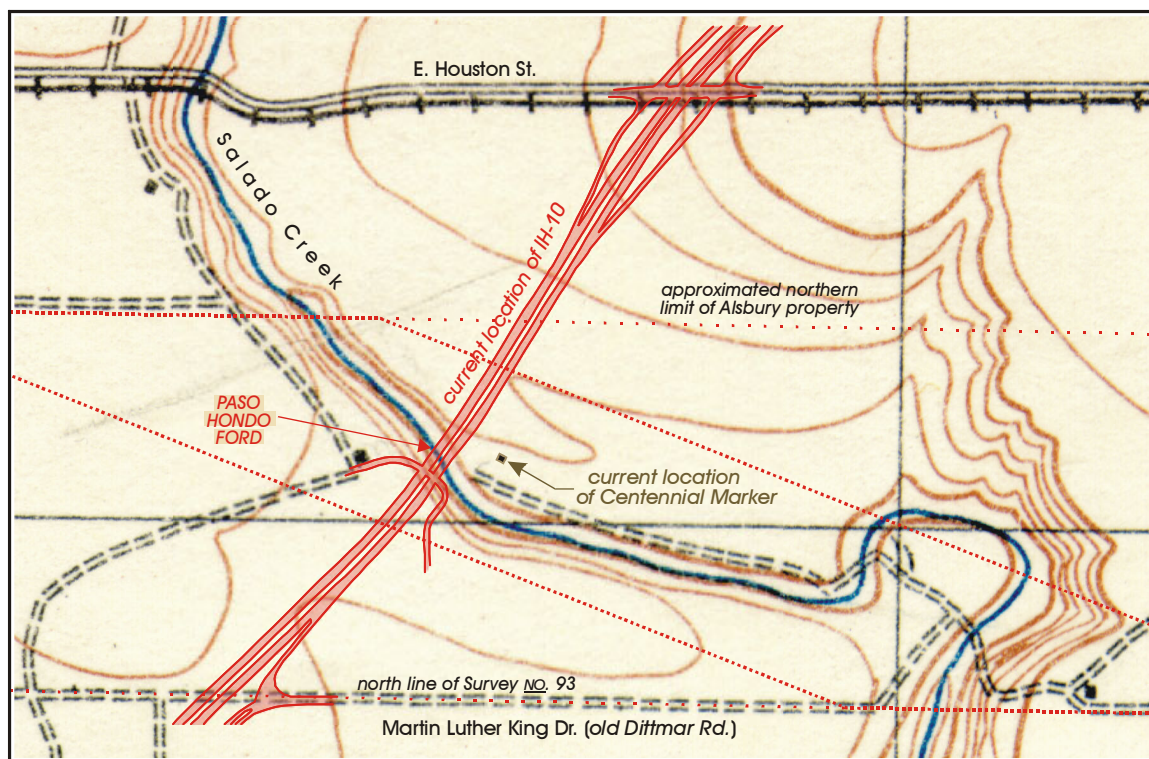 E. Houston St.
Salado Creek
current location of IH-10
approximated northern
limit of Alsbury property
PASO
HONDO
FORD
current location
of Centennial Marker
north line of Survey NO. 93
Martin Luther King Dr. (old Dittmar Rd.)